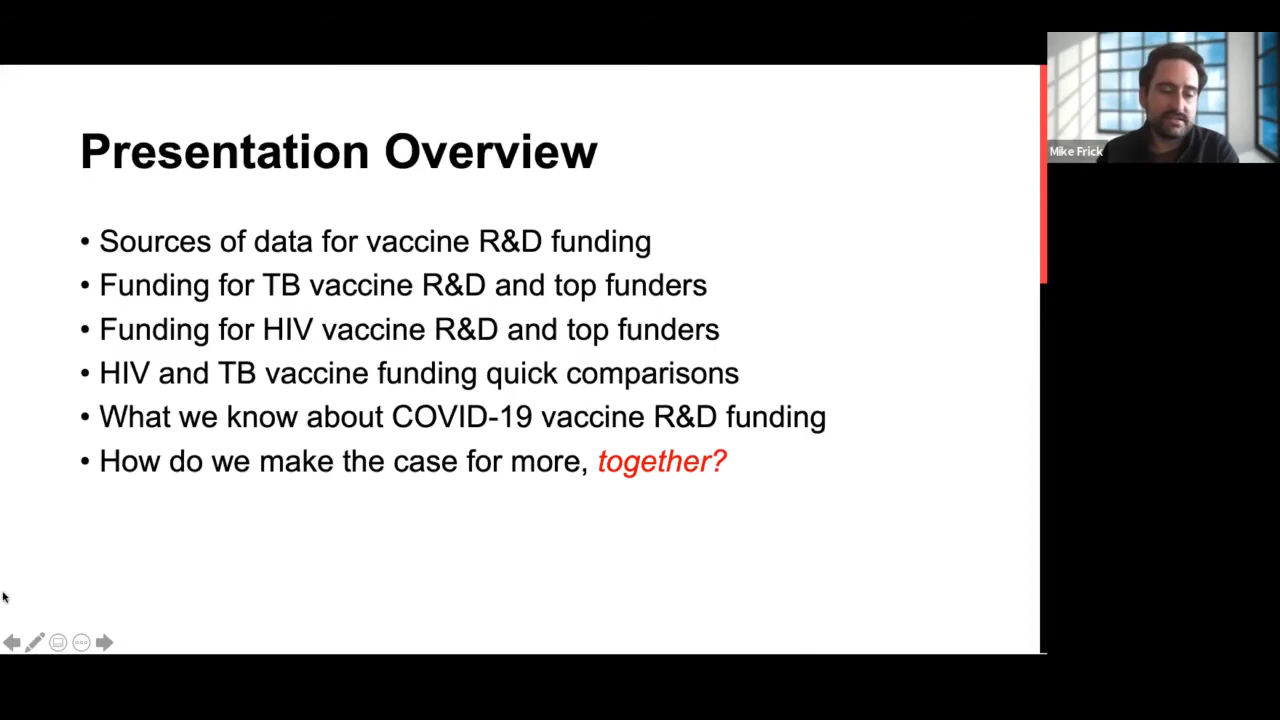 Presentation Overview
• Sources of data for vaccine R&D funding
• Funding for TB vaccine R&D and top funders
• Funding for HIV vaccine R&D and top funders
• HIV and TB vaccine funding quick comparisons
• What we know about COVID-19 vaccine R&D funding
• How do we make the case for more, together?
Mike Frick